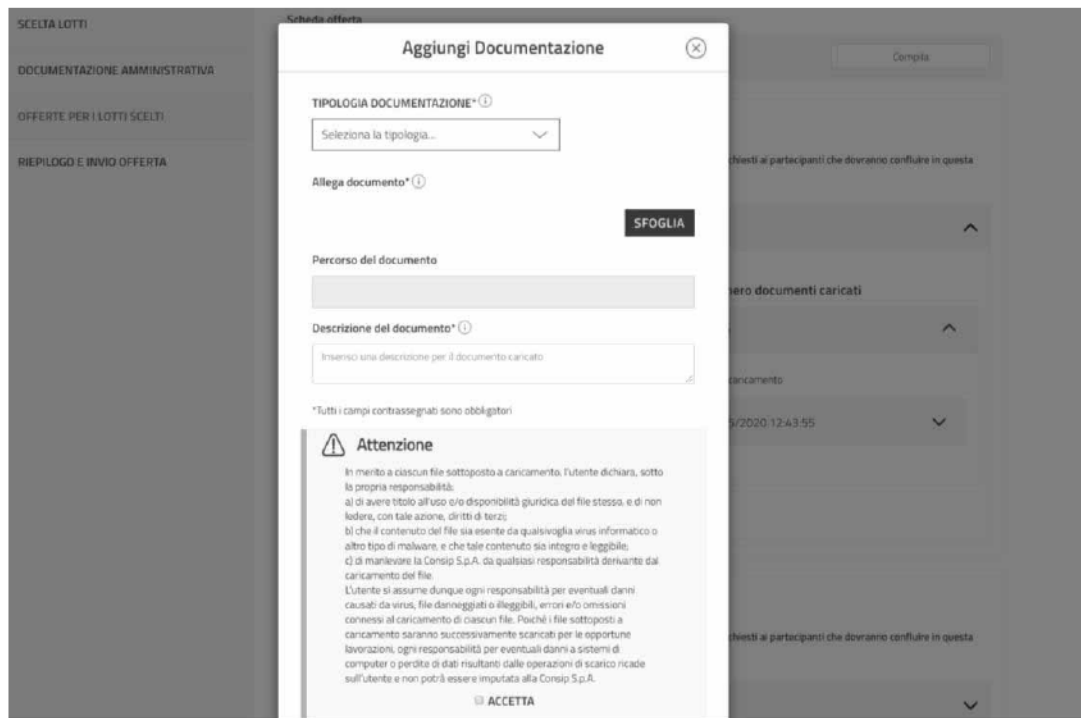 SCELTA LOTTI
DOCUMENTAZIONE AMMINISTRATIVA
OFFERTE PER I LOTTI SCELTI
RIEPILOGO E INVIO OFFERTA
Scheda offerta
Compila
Aggiungi Documentazione
TIPOLOGIA DOCUMENTAZIONE*
Seleziona la tipologia...
Allega documento*
SFOGLIA
Percorso del documento
Descrizione del documento*
Inserisci una descrizione per il documento caricato
*Tutti i campi contrassegnati sono obbligatori
Attenzione
In merito a ciascun file sottoposto a caricamento, l'utente dichiara, sotto
la propria responsabilità:
a) di avere titolo all'uso e/o disponibilità giuridica del file stesso, e di non
ledere, con tale azione, diritti di terzi;
b) che il contenuto del file sia esente da qualsivoglia virus informatico o
altro tipo di malware, e che tale contenuto sia integro e leggibile;
c) di manlevare la Consip S.p.A. da qualsiasi responsabilità derivante dal
caricamento del file.
L'utente si assume dunque ogni responsabilità per eventuali danni
causati da virus, file danneggiati o illeggibili, errori e/o omissioni
connessi al caricamento di ciascun file. Poiché i file sottoposti a
caricamento saranno successivamente scaricati per le opportune
lavorazioni, ogni responsabilità per eventuali danni a sistemi di
computer o perdite di dati risultanti dalle operazioni di scarico ricade
sull'utente e non potrà essere imputata alla Consip S.p.A.
ACCETTA
chiesti ai partecipanti che dovranno confluire in questa
nero documenti caricati
caricamento
5/2020 12:43:55
chiesti ai partecipanti che dovranno confluire in questa